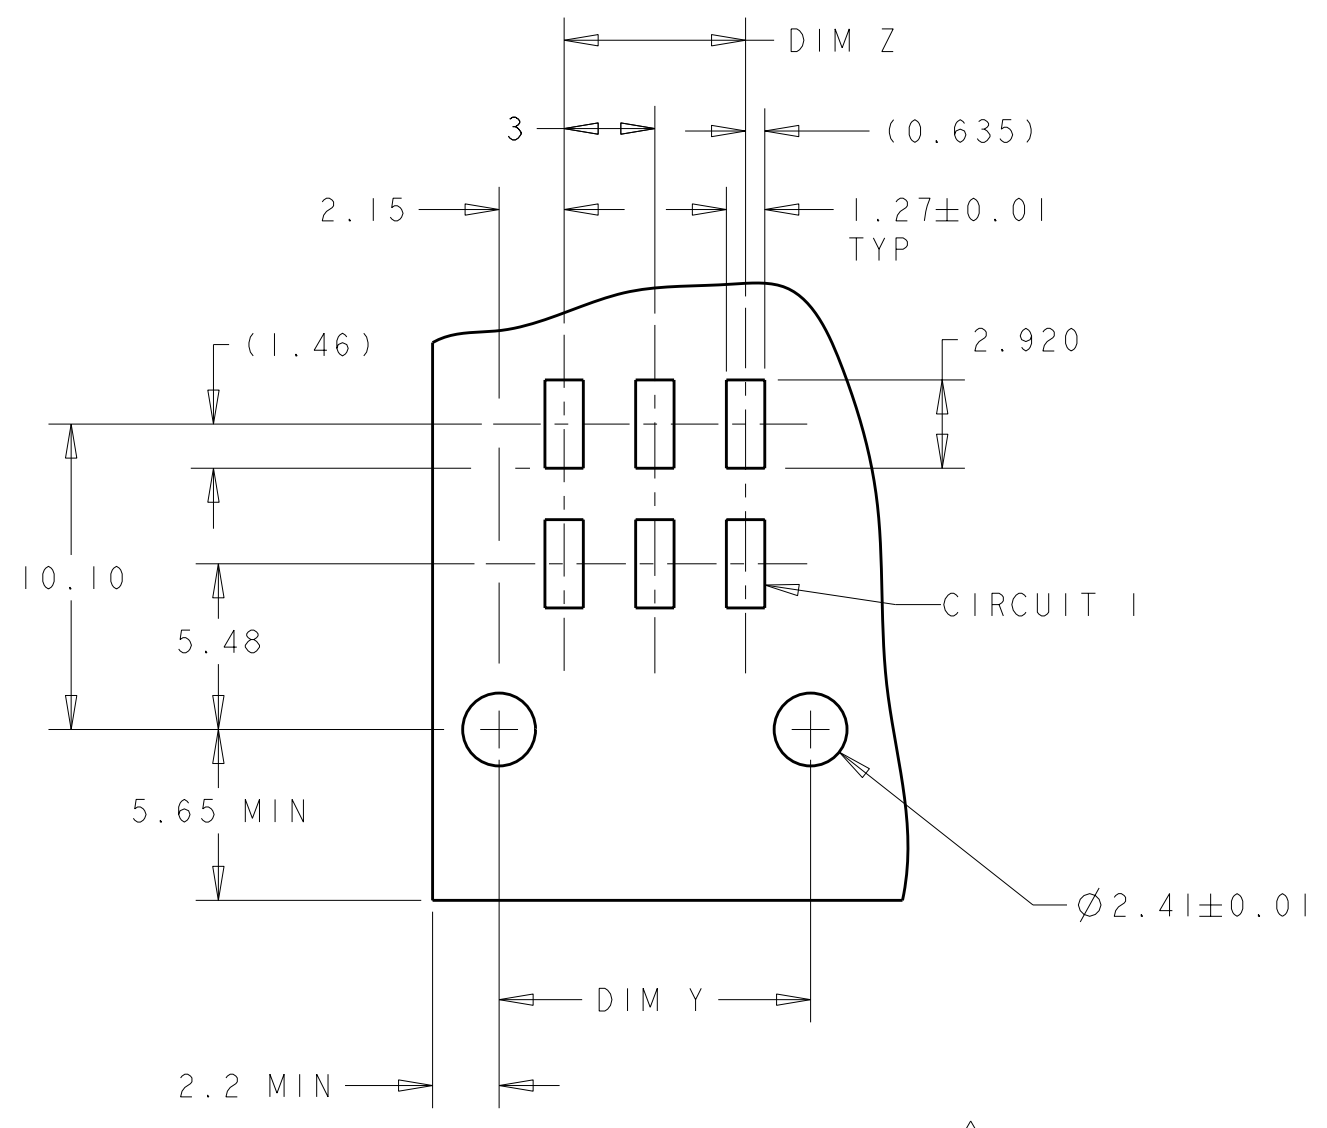 DIM Z
3
(0.635)
2.15
1.27±0.01
TYP
(1.46)
2.920
10.10
CIRCUIT 1
5.48
5.65 MIN
Ø2.41±0.01
DIM Y
2.2 MIN